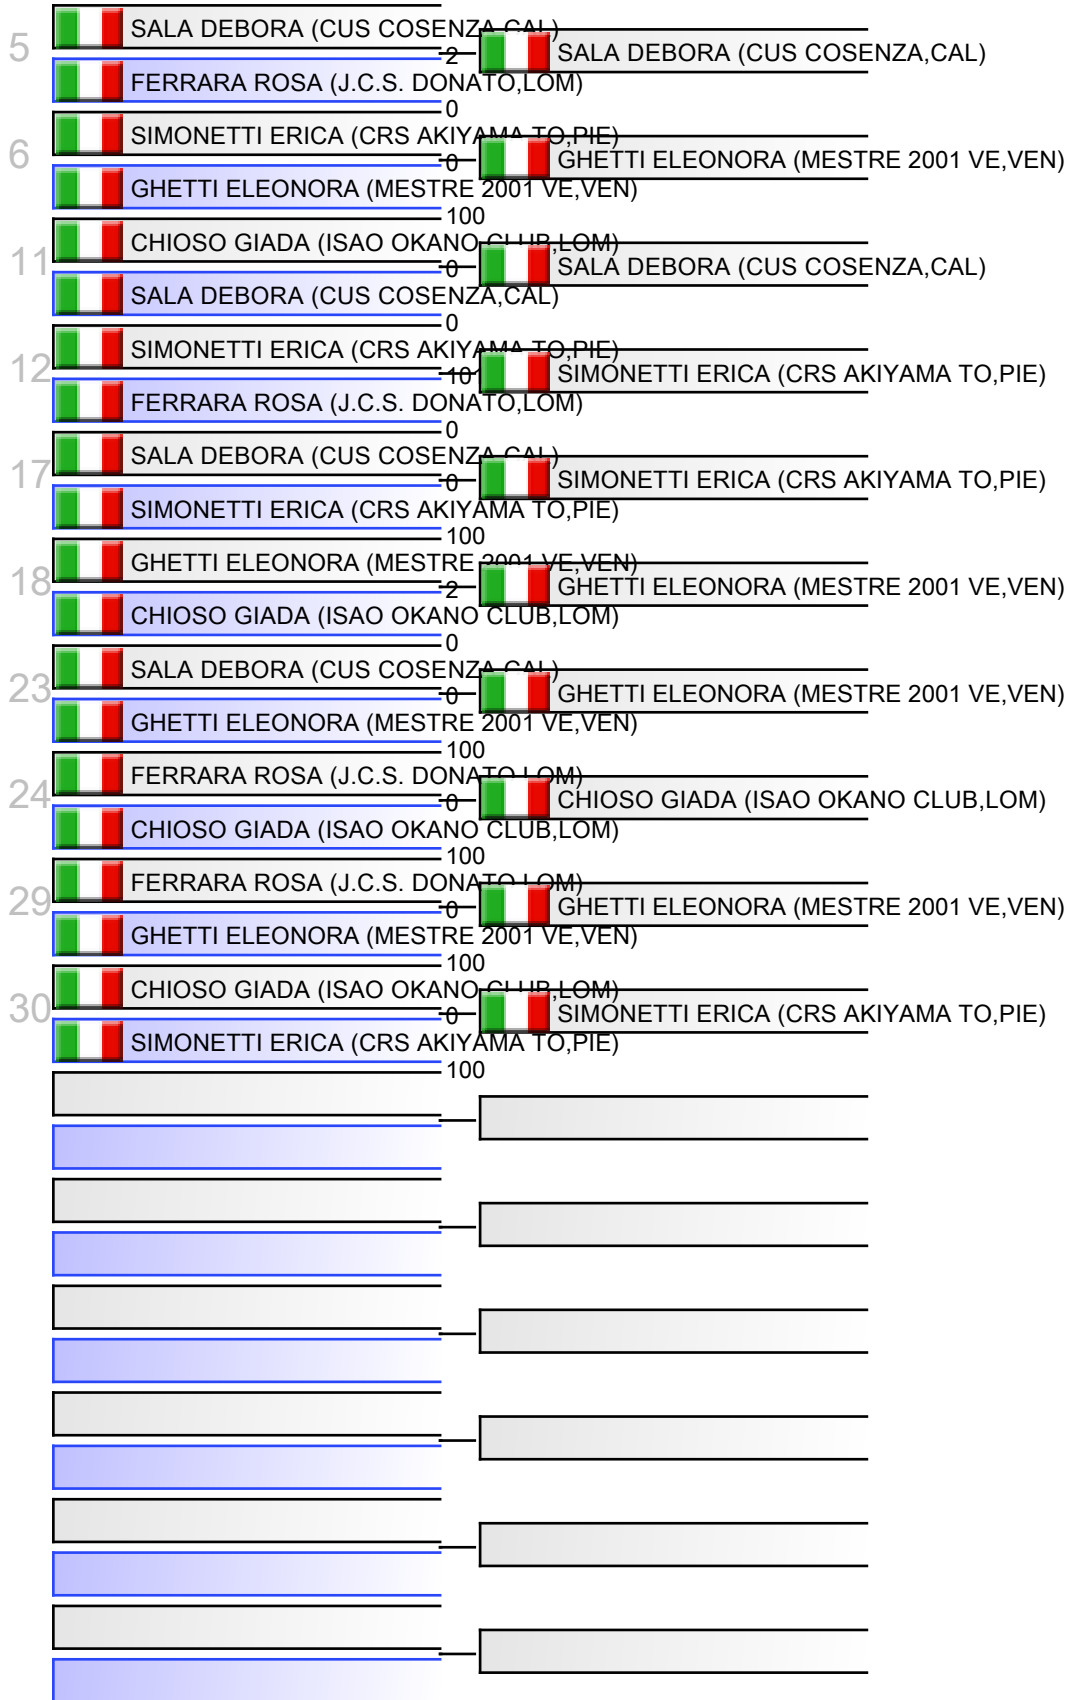 5
SALA DEBORA (CUS COSENZA,CAL)
2
SALA DEBORA (CUS COSENZA,CAL)
FERRARA ROSA (J.C.S. DONATO,LOM)
0
6
SIMONETTI ERICA (CRS AKIYAMA TO,PIE)
0
GHETTI ELEONORA (MESTRE 2001 VE,VEN)
GHETTI ELEONORA (MESTRE 2001 VE,VEN)
100
11
CHIOSO GIADA (ISAO OKANO CLUB,LOM)
0
SALA DEBORA (CUS COSENZA,CAL)
SALA DEBORA (CUS COSENZA,CAL)
0
12
SIMONETTI ERICA (CRS AKIYAMA TO,PIE)
SIMONETTI ERICA (CRS AKIYAMA TO,PIE)
FERRARA ROSA (J.C.S. DONATO,LOM)
0
17
SALA DEBORA (CUS COSENZA,CAL)
0
SIMONETTI ERICA (CRS AKIYAMA TO,PIE)
SIMONETTI ERICA (CRS AKIYAMA TO,PIE)
100
18
GHETTI ELEONORA (MESTRE 2001 VE,VEN)
2
GHETTI ELEONORA (MESTRE 2001 VE,VEN)
CHIOSO GIADA (ISAO OKANO CLUB,LOM)
0
23
SALA DEBORA (CUS COSENZA,CAL)
0
GHETTI ELEONORA (MESTRE 2001 VE,VEN)
GHETTI ELEONORA (MESTRE 2001 VE,VEN)
100
24
FERRARA ROSA (J.C.S. DONATO,LOM)
0
CHIOSO GIADA (ISAO OKANO CLUB,LOM)
CHIOSO GIADA (ISAO OKANO CLUB,LOM)
100
29
FERRARA ROSA (J.C.S. DONATO,LOM)
0
GHETTI ELEONORA (MESTRE 2001 VE,VEN)
GHETTI ELEONORA (MESTRE 2001 VE,VEN)
100
30
CHIOSO GIADA (ISAO OKANO CLUB,LOM)
0
SIMONETTI ERICA (CRS AKIYAMA TO,PIE)
SIMONETTI ERICA (CRS AKIYAMA TO,PIE)
100